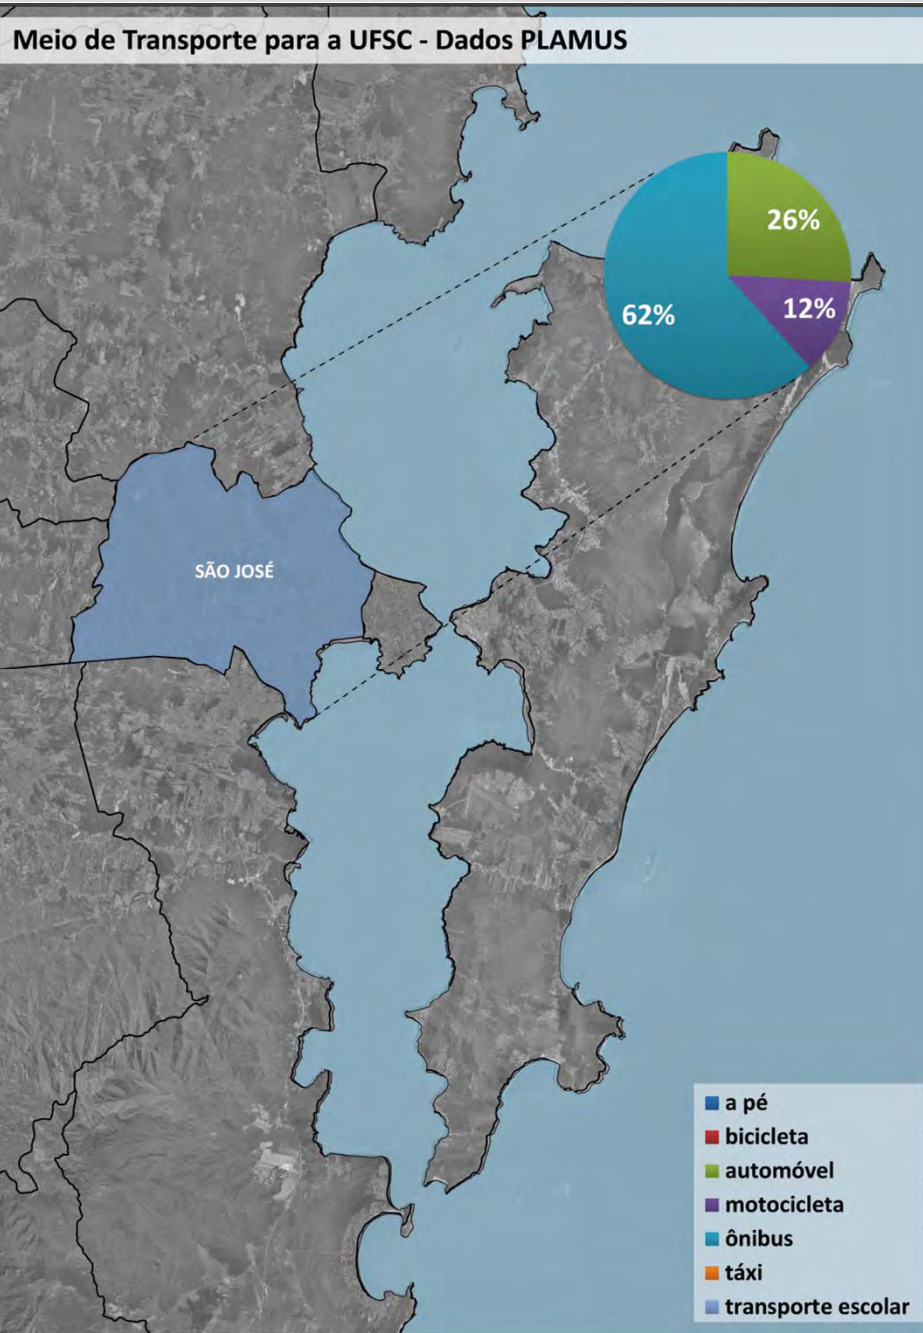 Meio de Transporte para a UFSC - Dados PLAMUS
26%
12%
62%
SÃO JOSÉ
a pé
bicicleta
automóvel
motocicleta
ônibus
táxi
transporte escolar